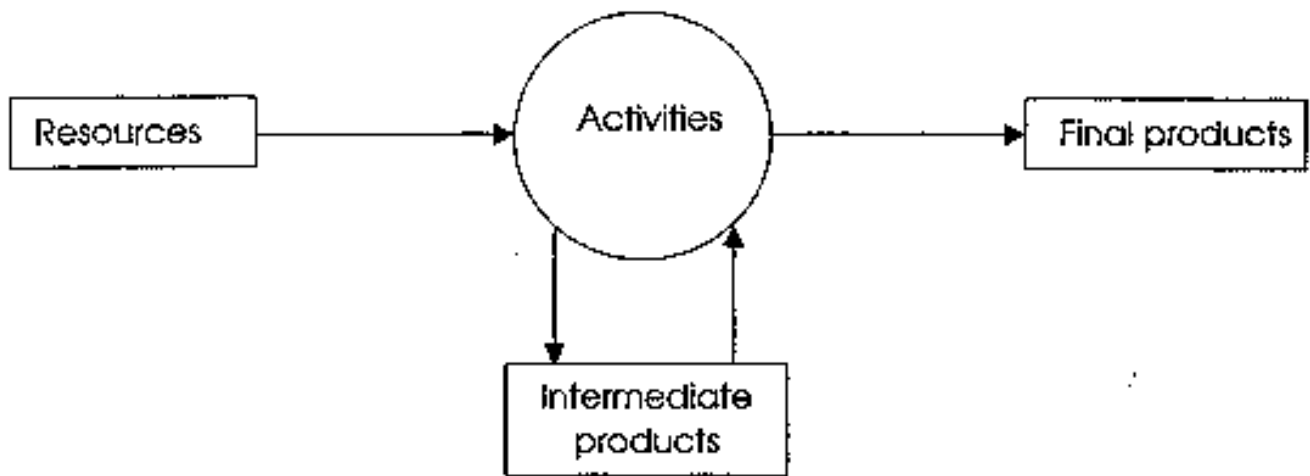 Resources
Activities
Final products
Intermediate
products